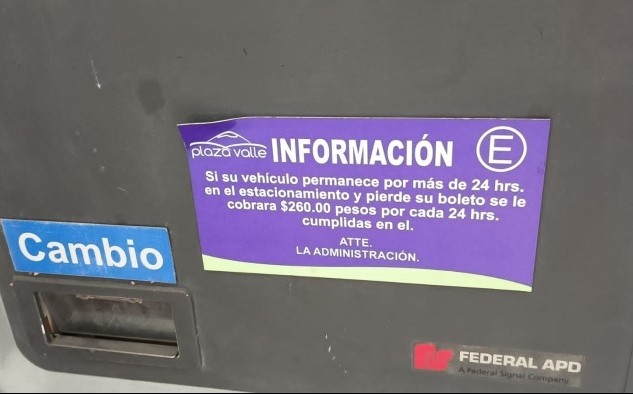 plaza valle
INFORMACIÓN
E
Si su vehículo permanece por más de 24 hrs.
en el estacionamiento y pierde su boleto se le
cobrara $260.00 pesos por cada 24 hrs.
cumplidas en el.
ATTE.
LA ADMINISTRACIÓN.
Cambio
FEDERAL APD
A Federal Signal Company